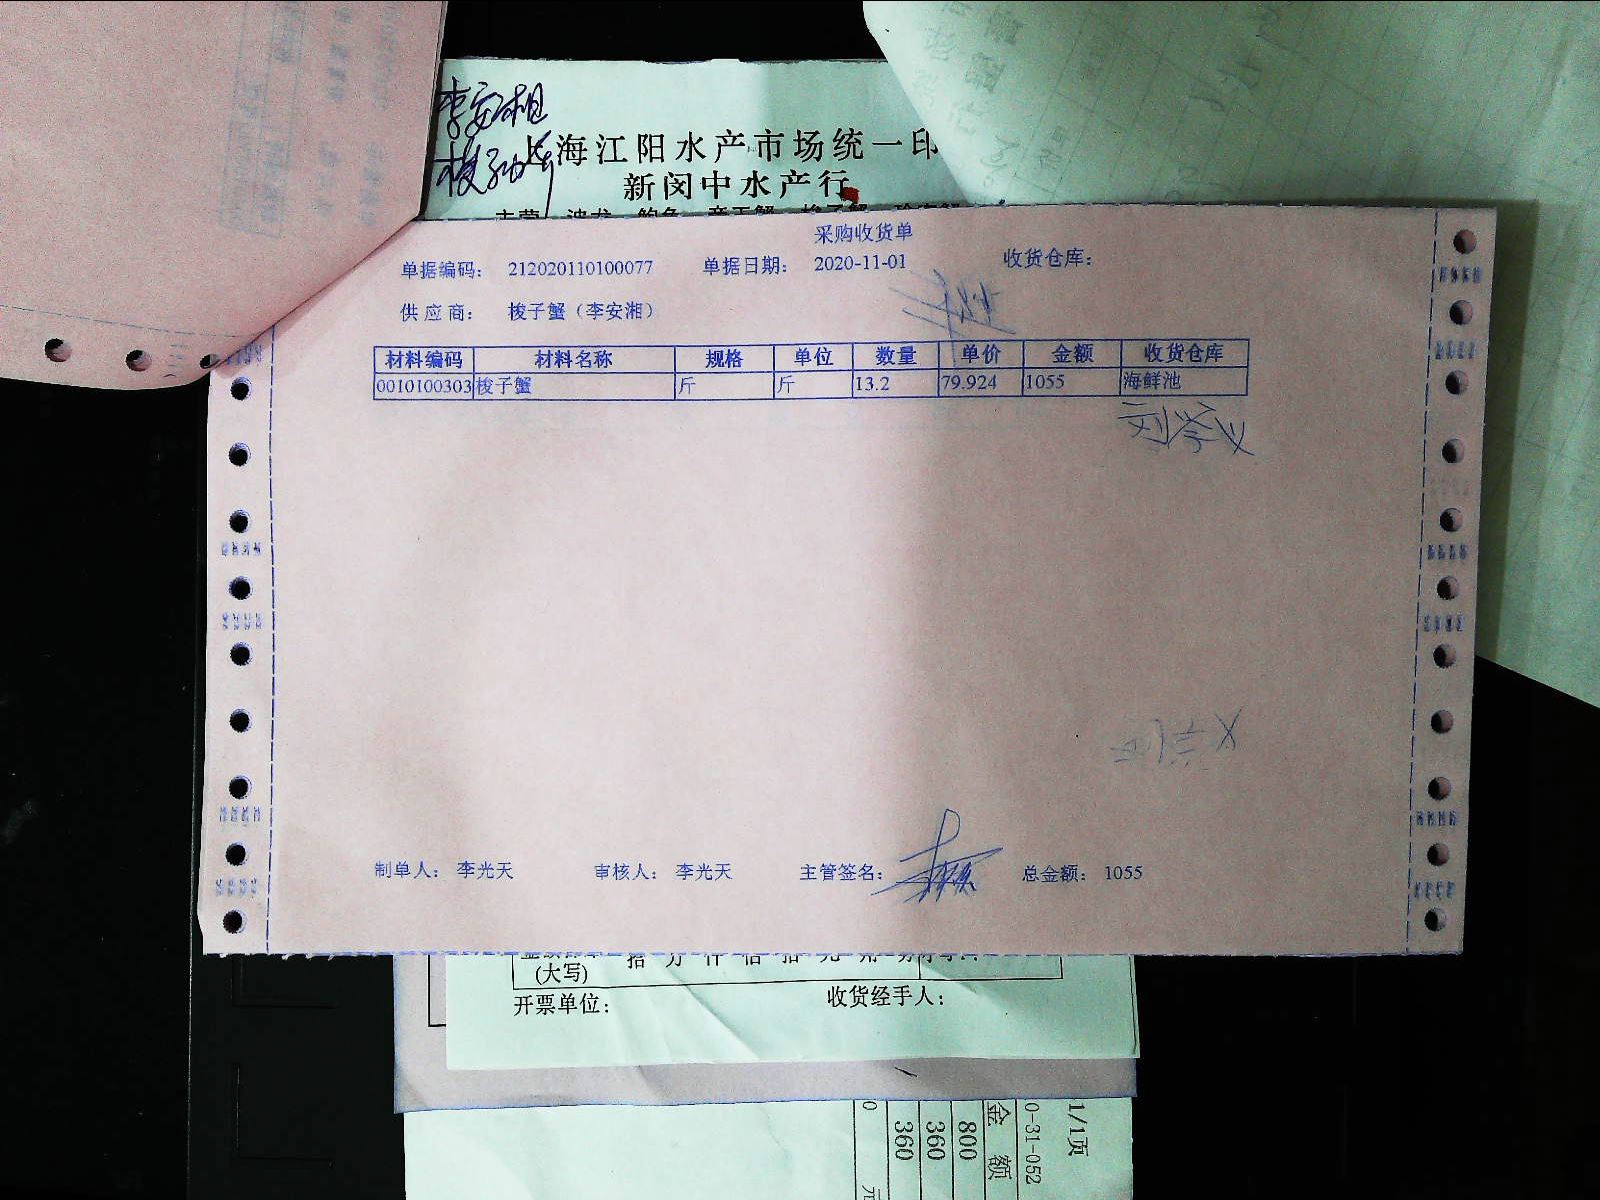 李安湘
梭子蟹
上海江阳水产市场统一印
新闵中水产行
采购收货单
单据编码： 212020110100077 单据日期： 2020-11-01 收货仓库：
供 应 商： 梭子蟹（李安湘）
材料编码 材料名称 规格 单位 数量 单价 金额 收货仓库
0010100303 梭子蟹 斤 斤 13.2 79.924 1055 海鲜池
制单人： 李光天 审核人： 李光天 主管签名： 总金额： 1055
(大写)
开票单位： 收货经手人：
1/1页
0-31-052
金 额
800
360
360
元